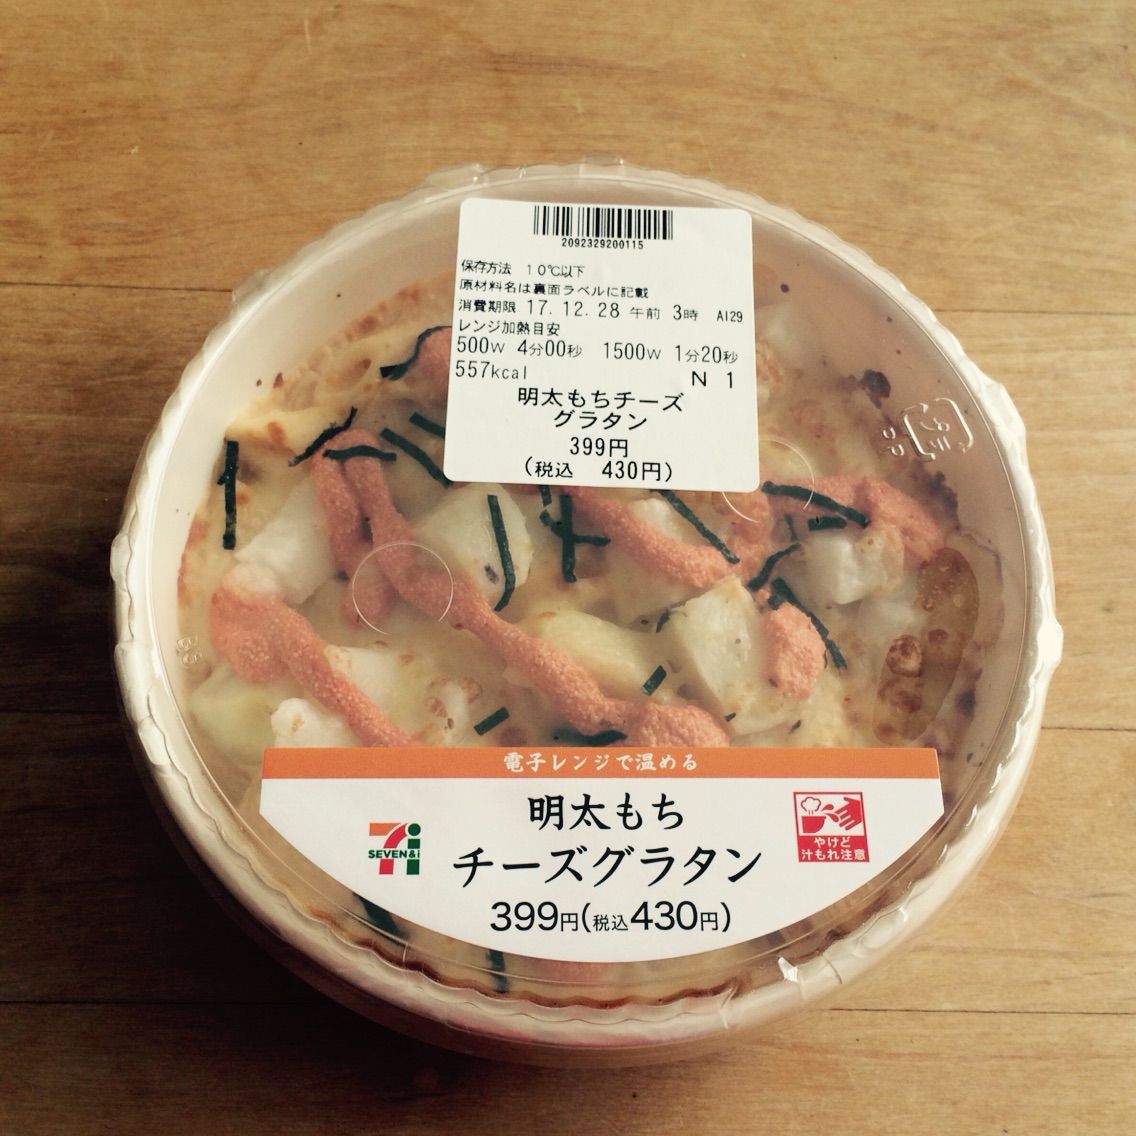 2092329200115
保存方法 10℃以下
原材料名は裏面ラベルに記載
消費期限 17.12.28 午前 3時 AI29
レンジ加熱目安
500W 4分00秒 1500W 1分20秒
557kcal N 1
明太もちチーズ
グラタン
399円
(税込 430円)
電子レンジで温める
明太もち
チーズグラタン
399円(税込430円)
7i
SEVEN&i
やけど
汁もれ注意